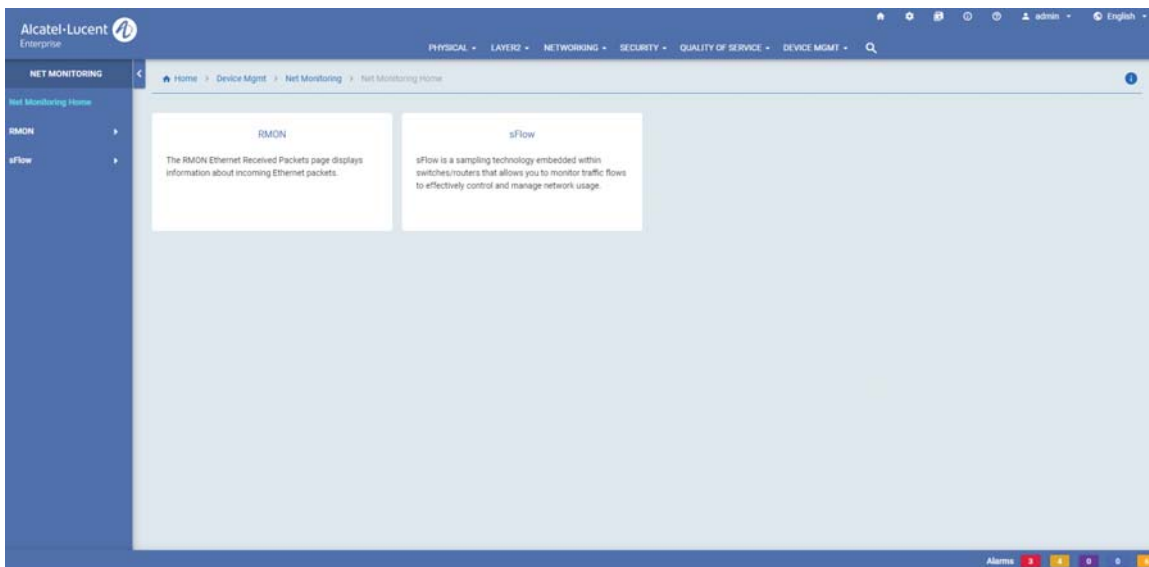 Alcatel·Lucent
Enterprise
admin
English
PHYSICAL
LAYER2
NETWORKING
SECURITY
QUALITY OF SERVICE
DEVICE MGMT
NET MONITORING
Home
Device Mgmt
Net Monitoring
Net Monitoring Home
Net Monitoring Home
RMON
sFlow
RMON
The RMON Ethernet Received Packets page displays
information about incoming Ethernet packets.
sFlow
sFlow is a sampling technology embedded within
switches/routers that allows you to monitor traffic flows
to effectively control and manage network usage.
Alarms 3 4 0 0